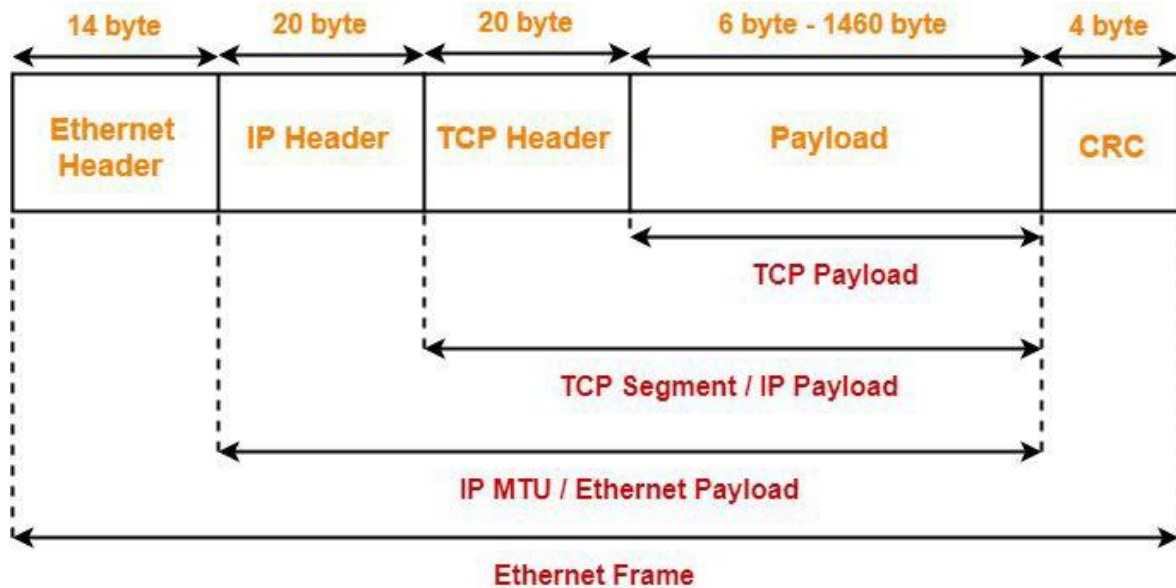 14 byte
20 byte
20 byte
6 byte - 1460 byte
4 byte
Ethernet
Header
IP Header
TCP Header
Payload
CRC
TCP Payload
TCP Segment / IP Payload
IP MTU / Ethernet Payload
Ethernet Frame